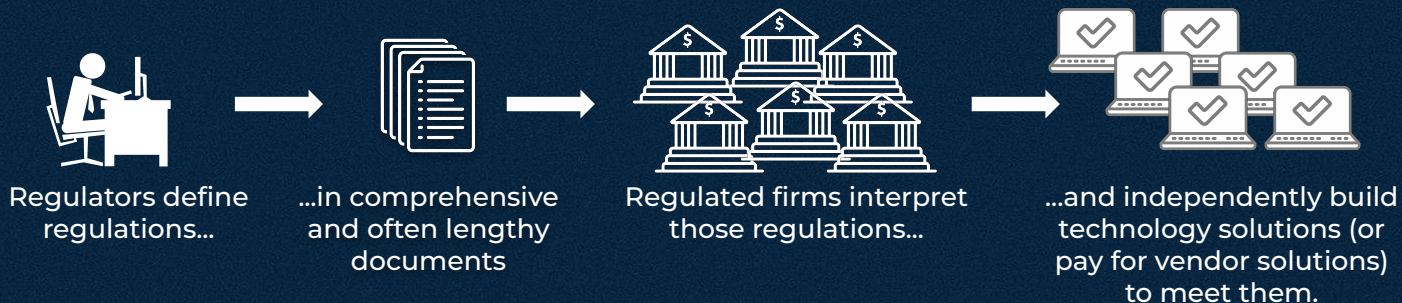 $
$
$
$
$
$
Regulators define
regulations...
...in comprehensive
and often lengthy
documents
Regulated firms interpret
those regulations...
...and independently build
technology solutions (or
pay for vendor solutions)
to meet them.